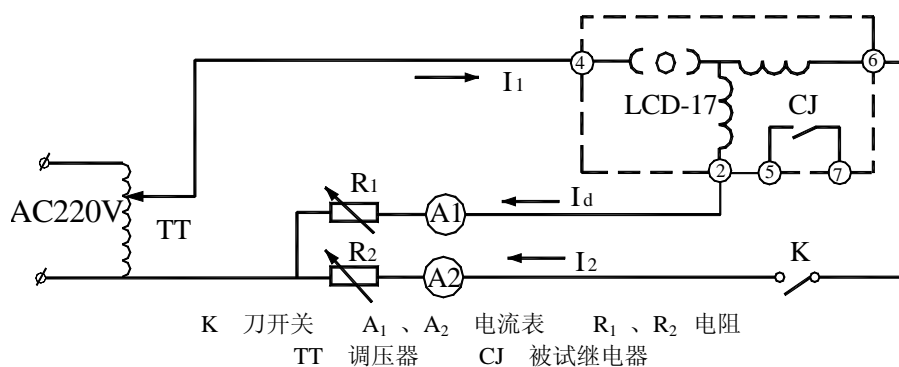 4
6
I1
LCD-17
CJ
2
5
7
R1
A1
Id
AC220V
TT
R2
A2
I2
K
K 刀开关 A1 、A2 电流表 R1 、R2 电阻
TT 调压器 CJ 被试继电器